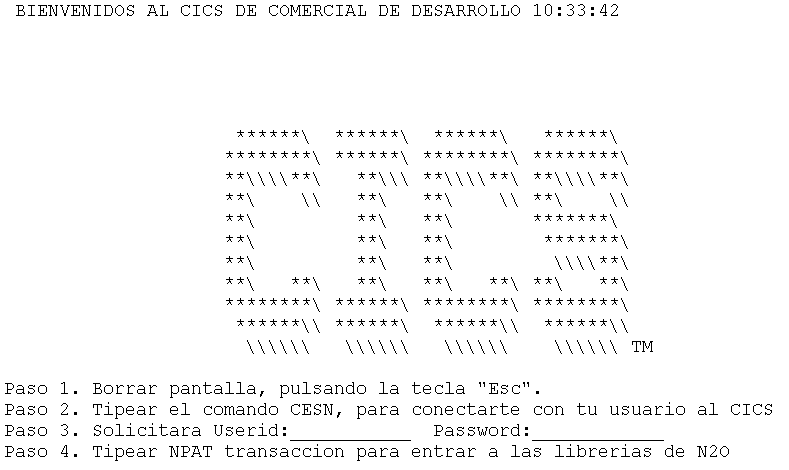 BIENVENIDOS AL CICS DE COMERCIAL DE DESARROLLO 10:33:42
 ******\  ******\  ******\   ******\
********\ ******\ ********\ ********\
**\\\\**\   **\\\ **\\\\**\ **\\\\**\
**\    \\   **\   **\    \\ **\    \\
**\         **\   **\       *******\
**\         **\   **\        *******\
**\         **\   **\         \\\\**\
**\   **\   **\   **\   **\ **\   **\
********\ ******\ ********\ ********\
 ******\\ ******\  ******\\  ******\\
  \\\\\\   \\\\\\   \\\\\\    \\\\\\ TM
Paso 1. Borrar pantalla, pulsando la tecla "Esc".
Paso 2. Tipear el comando CESN, para conectarte con tu usuario al CICS
Paso 3. Solicitara Userid:___________  Password:____________
Paso 4. Tipear NPAT transaccion para entrar a las librerias de N2O